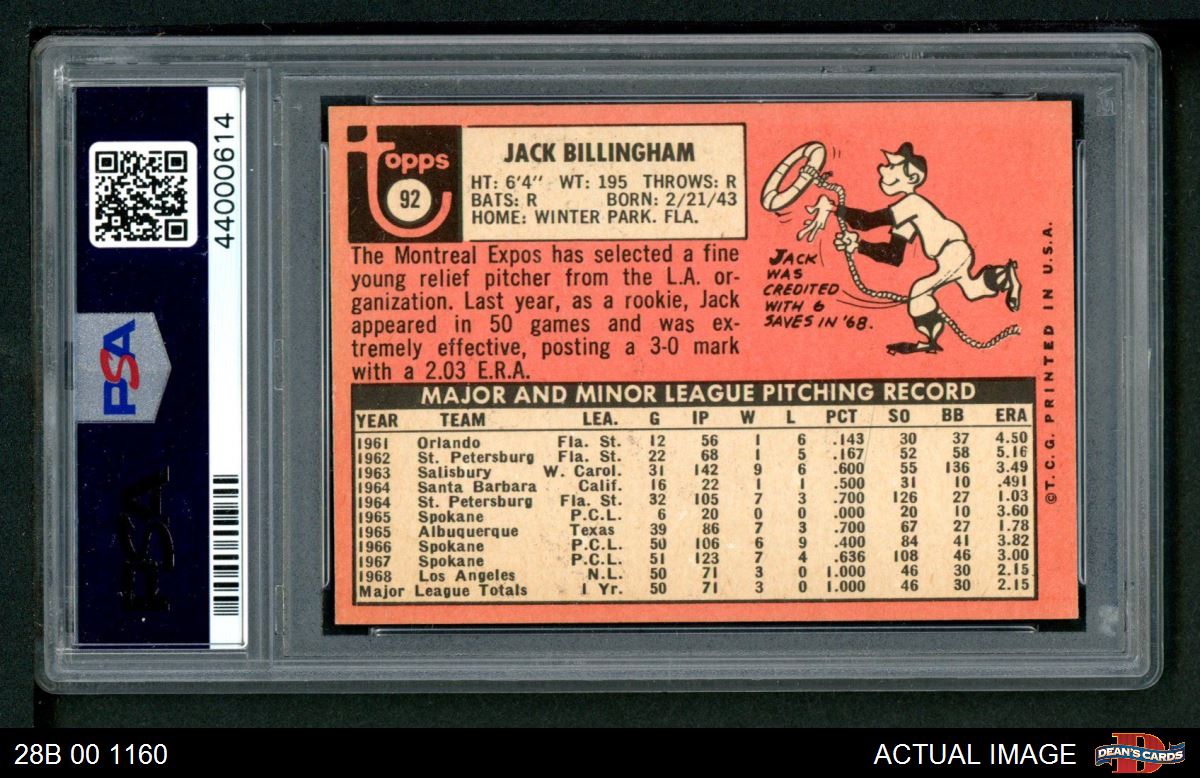 44000614
PSA
PSA
topps
92
JACK BILLINGHAM
HT: 6'4" WT: 195 THROWS: R
BATS: R BORN: 2/21/43
HOME: WINTER PARK. FLA.
The Montreal Expos has selected a fine
young relief pitcher from the L.A. or-
ganization. Last year, as a rookie, Jack
appeared in 50 games and was ex-
tremely effective, posting a 3-0 mark
with a 2.03 E.R.A.
JACK
WAS
CREDITED
WITH 6
SAVES IN '68.
MAJOR AND MINOR LEAGUE PITCHING RECORD
YEAR TEAM LEA. G IP W L PCT SO BB ERA
1961 Orlando Fla. St. 12 56 1 6 .143 30 37 4.50
1962 St. Petersburg Fla. St. 22 68 1 5 .167 52 58 5.16
1963 Salisbury W. Carol. 31 142 9 6 .600 55 136 3.49
1964 Santa Barbara Calif. 16 22 1 1 .500 31 10 .491
1964 St. Petersburg Fla. St. 32 105 7 3 .700 126 27 1.03
1965 Spokane P.C.L. 6 20 0 0 .000 20 10 3.60
1965 Albuquerque Texas 39 86 7 3 .700 67 27 1.78
1966 Spokane P.C.L. 50 106 6 9 .400 84 41 3.82
1967 Spokane P.C.L. 51 123 7 4 .636 108 46 3.00
1968 Los Angeles N.L. 50 71 3 0 1.000 46 30 2.15
Major League Totals 1 Yr. 50 71 3 0 1.000 46 30 2.15
©T.C.G. PRINTED IN U.S.A.
28B 00 1160
ACTUAL IMAGE
DEAN'S CARDS